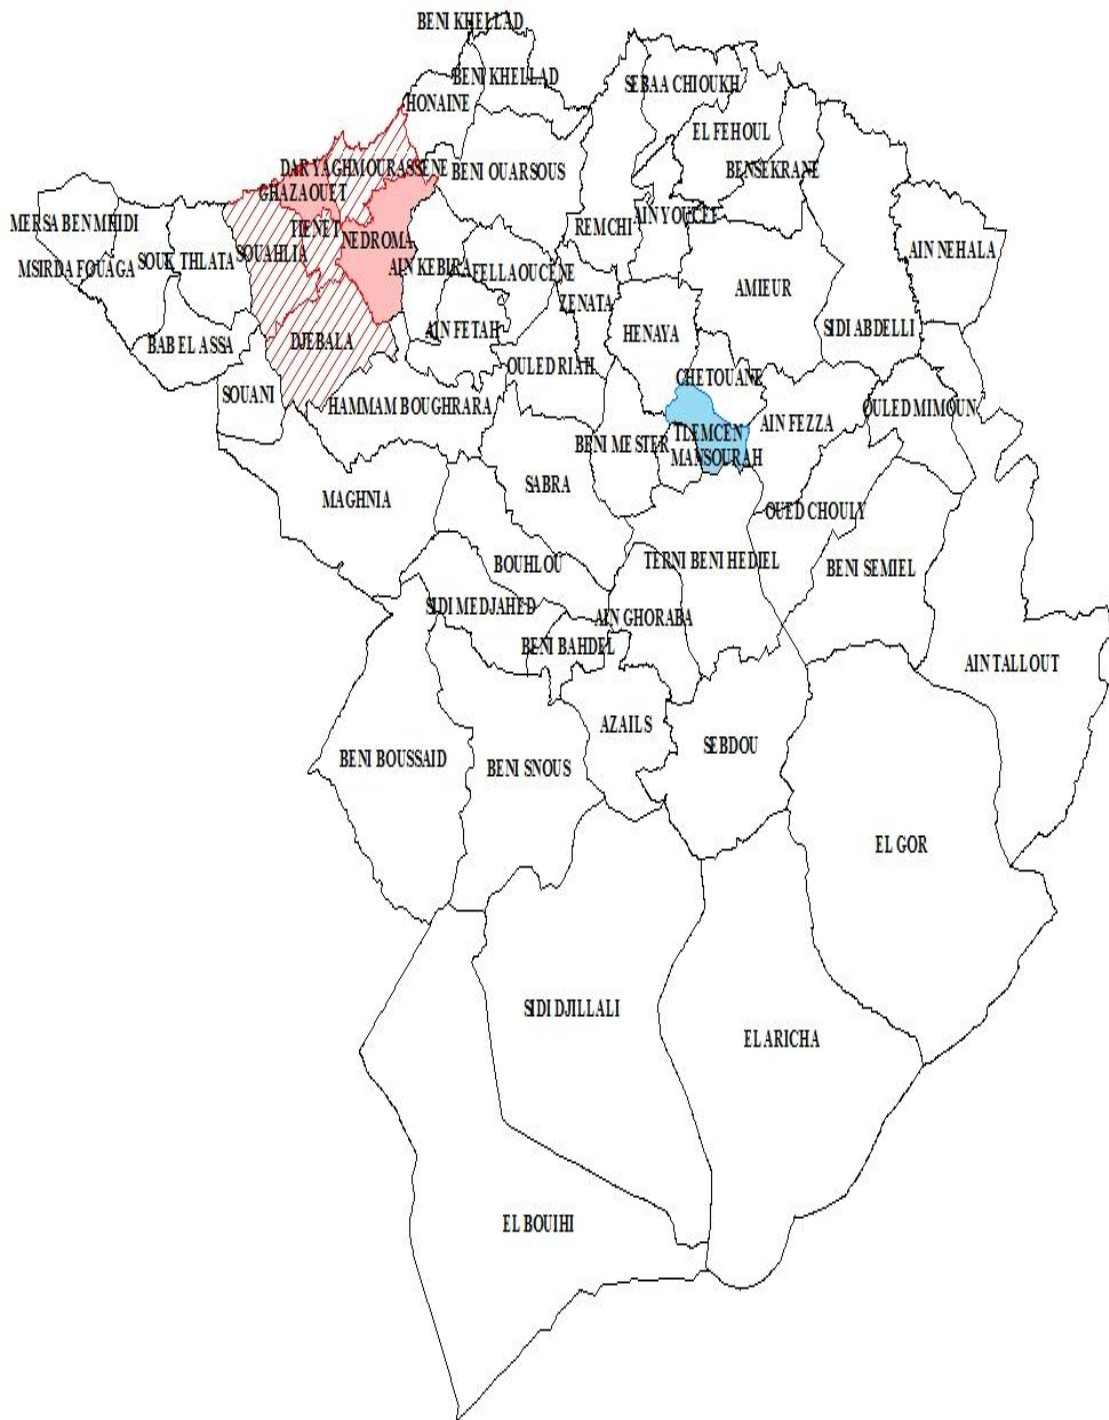 BENI KHELLAD
BENI KHELLAD
SEBAA CHIOUKH
HONAINE
EL FEHOUL
DAR YAGHMOURASSENE
BENI OUARSOUS
BENSEKRANE
GHAZAOUET
AIN YOUCEF
MERSA BEN MHIDI
TIENET
REMCHI
NEDROMA
SOUAHLIA
AIN NEHALA
SOUK THLATA
MSIRDA FOUAGA
AIN KEBIRA
FELLAOUCENE
AMIEUR
ZENATA
AIN FETAH
HENAYA
SIDI ABDELLI
BAB EL ASSA
DJEBALA
OULED RIAH
CHETOUANE
SOUANI
HAMMAM BOUGHRARA
OULED MIMOUN
AIN FEZZA
TLEMCEN
BENI MESTER
MANSOURAH
SABRA
MAGHNIA
OUED CHOULY
BOUHLOU
TERNI BENI HEDIEL
BENI SEMIEL
SIDI MEDJAHED
AIN GHORABA
BENI BAHDEL
AIN TALLOUT
AZAILS
SEBDOU
BENI BOUSSAID
BENI SNOUS
EL GOR
SIDI DJILLALI
EL ARICHA
EL BOUIHI